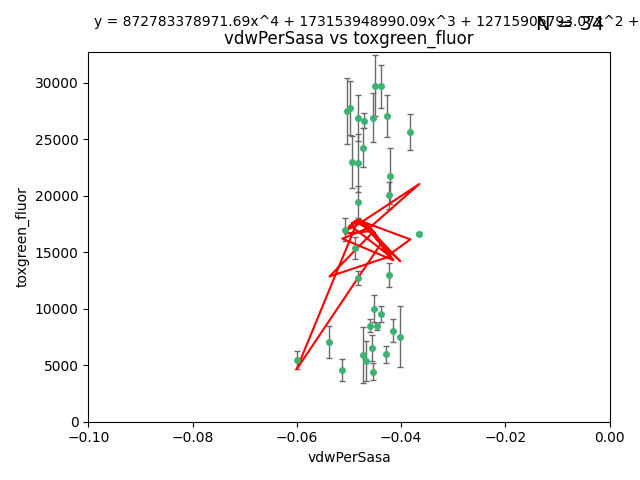 y = 872783378971.69x^4 + 173153948990.09x^3 + 12715906793.07x^2 +
N = 34
vdwPerSasa vs toxgreen_fluor
30000
25000
20000
15000
10000
5000
0
toxgreen_fluor
−0.10 −0.08 −0.06 −0.04 −0.02 0.00
vdwPerSasa